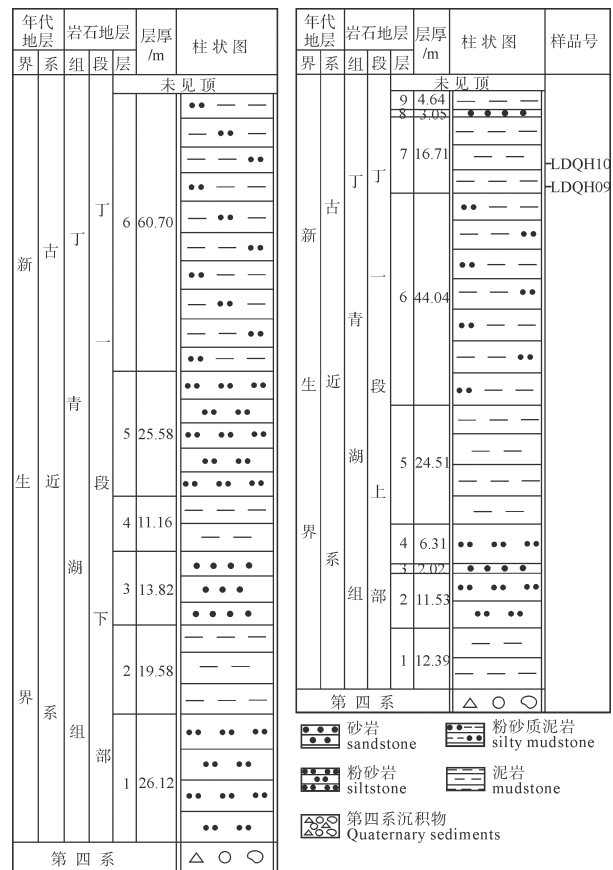 年代地层 岩石地层 层厚/m 柱状图
界 系 组 段 层
未见顶
新生界 古近系 丁青湖组 丁一段下部
6 60.70
5 25.58
4 11.16
3 13.82
2 19.58
1 26.12
第四系
年代地层 岩石地层 层厚/m 柱状图 样品号
界 系 组 段 层
未见顶
新生界 古近系 丁青湖组 丁一段上部
9 4.64
8 3.05
7 16.71
LDQH10
LDQH09
6 44.04
5 24.51
4 6.31
3 2.02
2 11.53
1 12.39
第四系
砂岩
sandstone
粉砂质泥岩
silty mudstone
粉砂岩
siltstone
泥岩
mudstone
第四系沉积物
Quaternary sediments